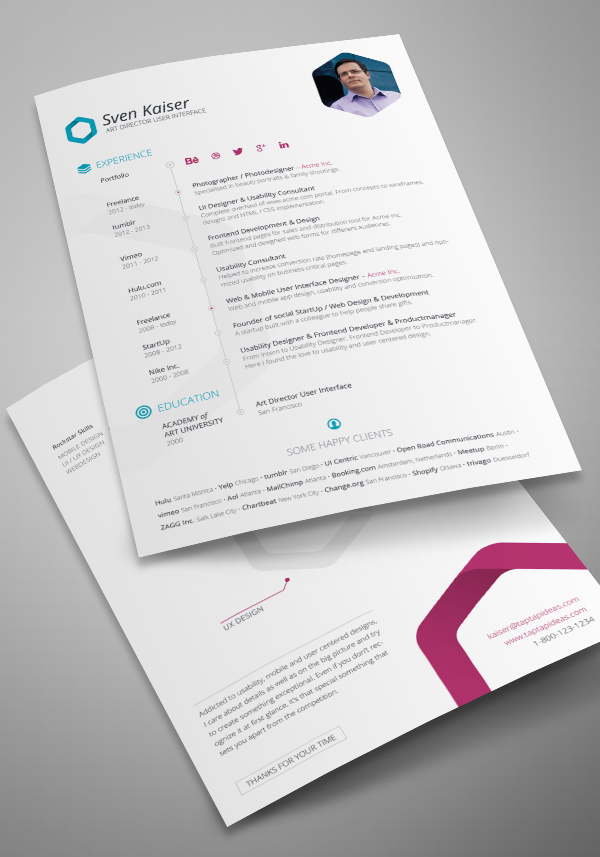 Sven Kaiser
ART DIRECTOR USER INTERFACE
EXPERIENCE
Portfolio
Bē g+ in
Freelance
2012 - today
Photographer / Photodesigner – Acme Inc.
Specialised in beauty portraits & family shootings.
tumblr
2012 - 2013
UI Designer & Usability Consultant
Complete overhaul of www.acme.com portal. From concepts to wireframes,
designs and HTML / CSS implementation.
Vimeo
2011 - 2012
Frontend Development & Design
Built frontend pages for sales and distribution tool for Acme Inc.
Optimized and designed web forms for different audiences.
Hulu.com
2010 - 2011
Usability Consultant
Helped to increase conversion rate (homepage and landing pages) and opti-
mized usability on business critical pages.
Freelance
2008 - today
Web & Mobile User Interface Designer – Acme Inc.
Web and mobile app design, usability and conversion optimization.
StartUp
2008 - 2012
Founder of social StartUp / Web Design & Development
A startup built with a colleague to help people share gifts.
Nike Inc.
2000 - 2008
Usability Designer & Frontend Developer & Productmanager
From Intern to Usability Designer, Frontend Developer to Productmanager.
Here I found the love to usability and user centered design.
EDUCATION
ACADEMY of
ART UNIVERSITY
2000
Art Director User Interface
San Francisco
SOME HAPPY CLIENTS
Hulu Santa Monica • Yelp Chicago • tumblr San Diego • UI Centric Vancouver • Open Road Communications Austin •
vimeo San Francisco • Aol Atlanta • MailChimp Atlanta • Booking.com Amsterdam, Netherlands • Meetup Berlin •
ZAGG Inc. Salk Lake City • Chartbeat New York City • Change.org San Francisco • Shopify Ottawa • trivago Duesseldorf
Rockstar Skills
MOBILE DESIGN
UI / UX DESIGN
WEBDESIGN
UX DESIGN
Addicted to usability, mobile and user centered designs,
I care about details as well as on the big picture and try
to create something exceptional. Even if you don't rec-
ognize it at first glance, it's that special something that
sets you apart from the competition.
THANKS FOR YOUR TIME
kaiser@taptapideas.com
www.taptapideas.com
1-800-123-1234